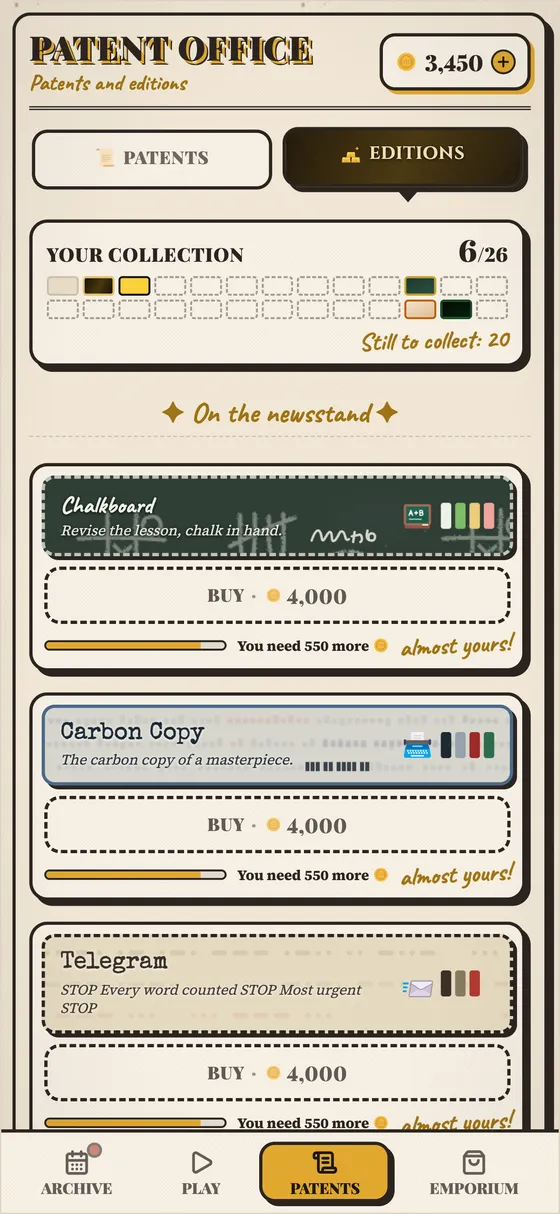 PATENT OFFICE
Patents and editions
3,450
PATENTS
EDITIONS
YOUR COLLECTION
6/26
Still to collect: 20
On the newsstand
Chalkboard
Revise the lesson, chalk in hand.
A+B
BUY · 4,000
You need 550 more
almost yours!
Carbon Copy
The carbon copy of a masterpiece.
BUY · 4,000
You need 550 more
almost yours!
Telegram
STOP Every word counted STOP Most urgent
STOP
BUY · 4,000
You need 550 more
almost yours!
ARCHIVE
PLAY
PATENTS
EMPORIUM